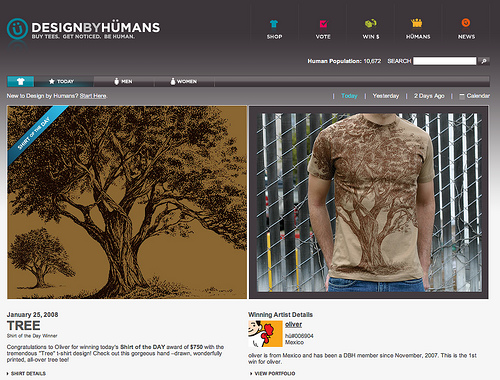 DESIGNBYHÜMANS
BUY TEES. GET NOTICED. BE HUMAN.
SHOP
VOTE
WIN $
HÜMANS
NEWS
Human Population: 10,672 SEARCH
TODAY
MEN
WOMEN
New to Design by Humans? Start Here
Today | Yesterday | 2 Days Ago | Calendar
SHIRT OF THE DAY
January 25, 2008
TREE
Shirt of the Day Winner
Congratulations to Oliver for winning today's Shirt of the DAY award of $750 with the
tremendous "Tree" t-shirt design! Check out this gorgeous hand -drawn, wonderfully
printed, all-over tree tee!
SHIRT DETAILS
Winning Artist Details
oliver
hü#006904
Mexico
oliver is from Mexico and has been a DBH member since November, 2007. This is the 1st
win for oliver.
VIEW PORTFOLIO